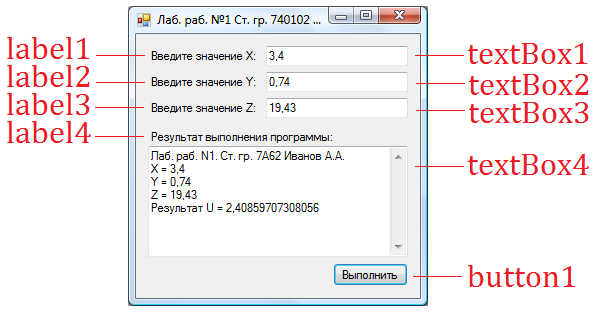 Лаб. раб. №1 Ст. гр. 740102 ...
label1 Введите значение X: 3,4 textBox1
label2 Введите значение Y: 0,74 textBox2
label3 Введите значение Z: 19,43 textBox3
label4 Результат выполнения программы:
Лаб. раб. N1. Ст. гр. 7А62 Иванов А.А.
X = 3,4 textBox4
Y = 0,74
Z = 19,43
Результат U = 2,40859707308056
Выполнить button1